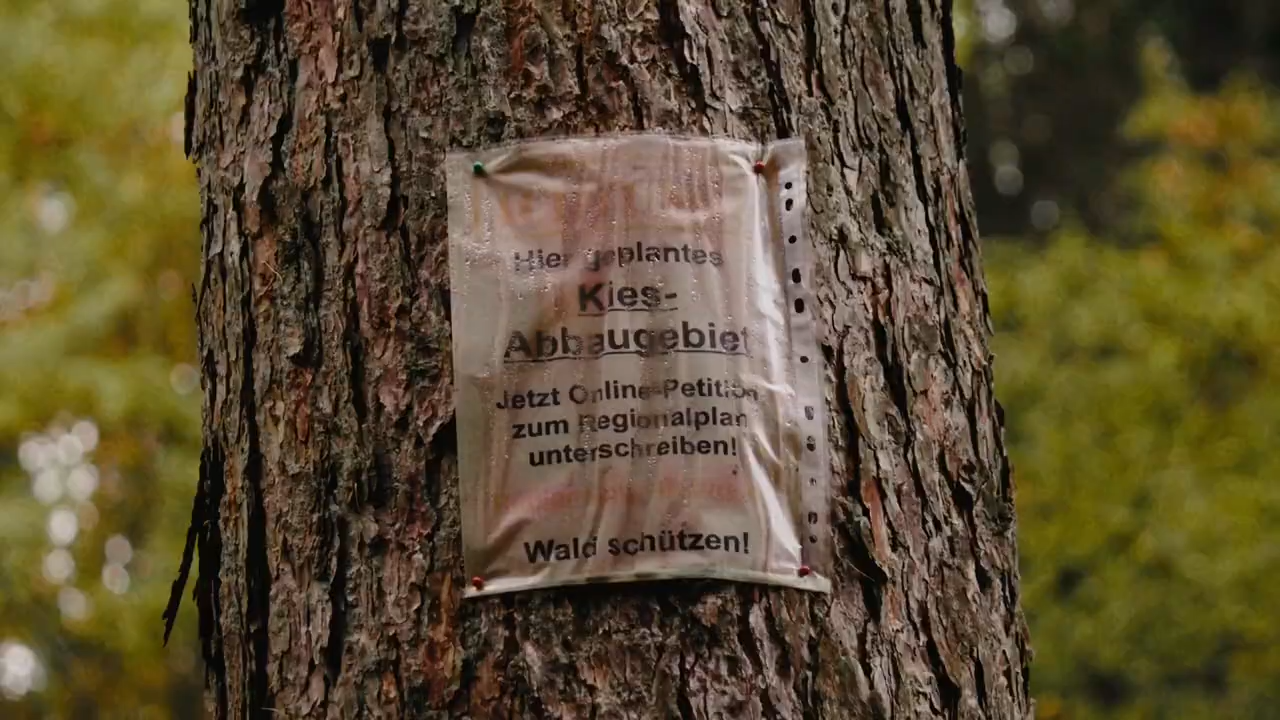 Hier geplantes
Kies-
Abbaugebiet
Jetzt Online-Petition
zum Regionalplan
unterschreiben!
Wald schützen!